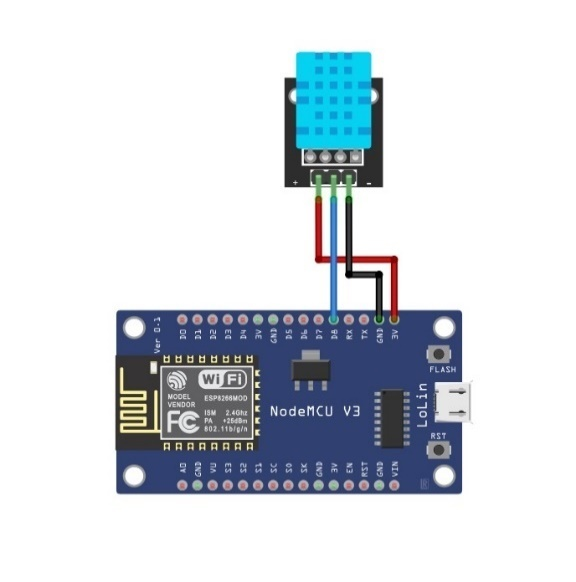 + -
D0 D1 D2 D3 D4 3V GND D5 D6 D7 D8 RX TX GND 3V
Ver 0.1
FLASH
WiFi
MODEL
VENDOR
ESP8266MOD
FC
ISM 2.4GHz
PA +25dBm
802.11b/g/n
NodeMCU V3
LoLin
RST
A0 GND VU S3 S2 S1 SC S0 SK GND 3V EN RST GND VIN